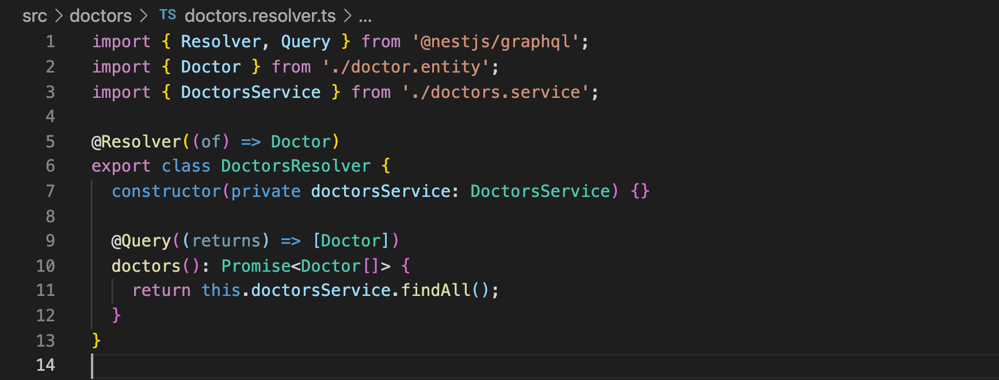 src > doctors > TS doctors.resolver.ts > ...
1 import { Resolver, Query } from '@nestjs/graphql';
2 import { Doctor } from './doctor.entity';
3 import { DoctorsService } from './doctors.service';
4
5 @Resolver((of) => Doctor)
6 export class DoctorsResolver {
7   constructor(private doctorsService: DoctorsService) {}
8
9   @Query((returns) => [Doctor])
10   doctors(): Promise<Doctor[]> {
11     return this.doctorsService.findAll();
12   }
13 }
14